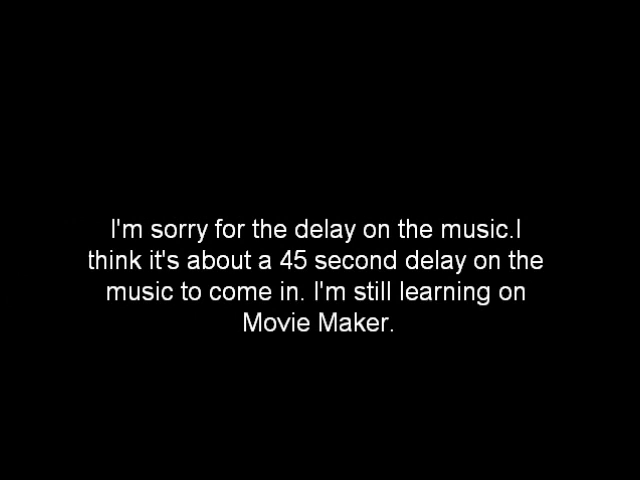 I'm sorry for the delay on the music.I
think it's about a 45 second delay on the
music to come in. I'm still learning on
Movie Maker.